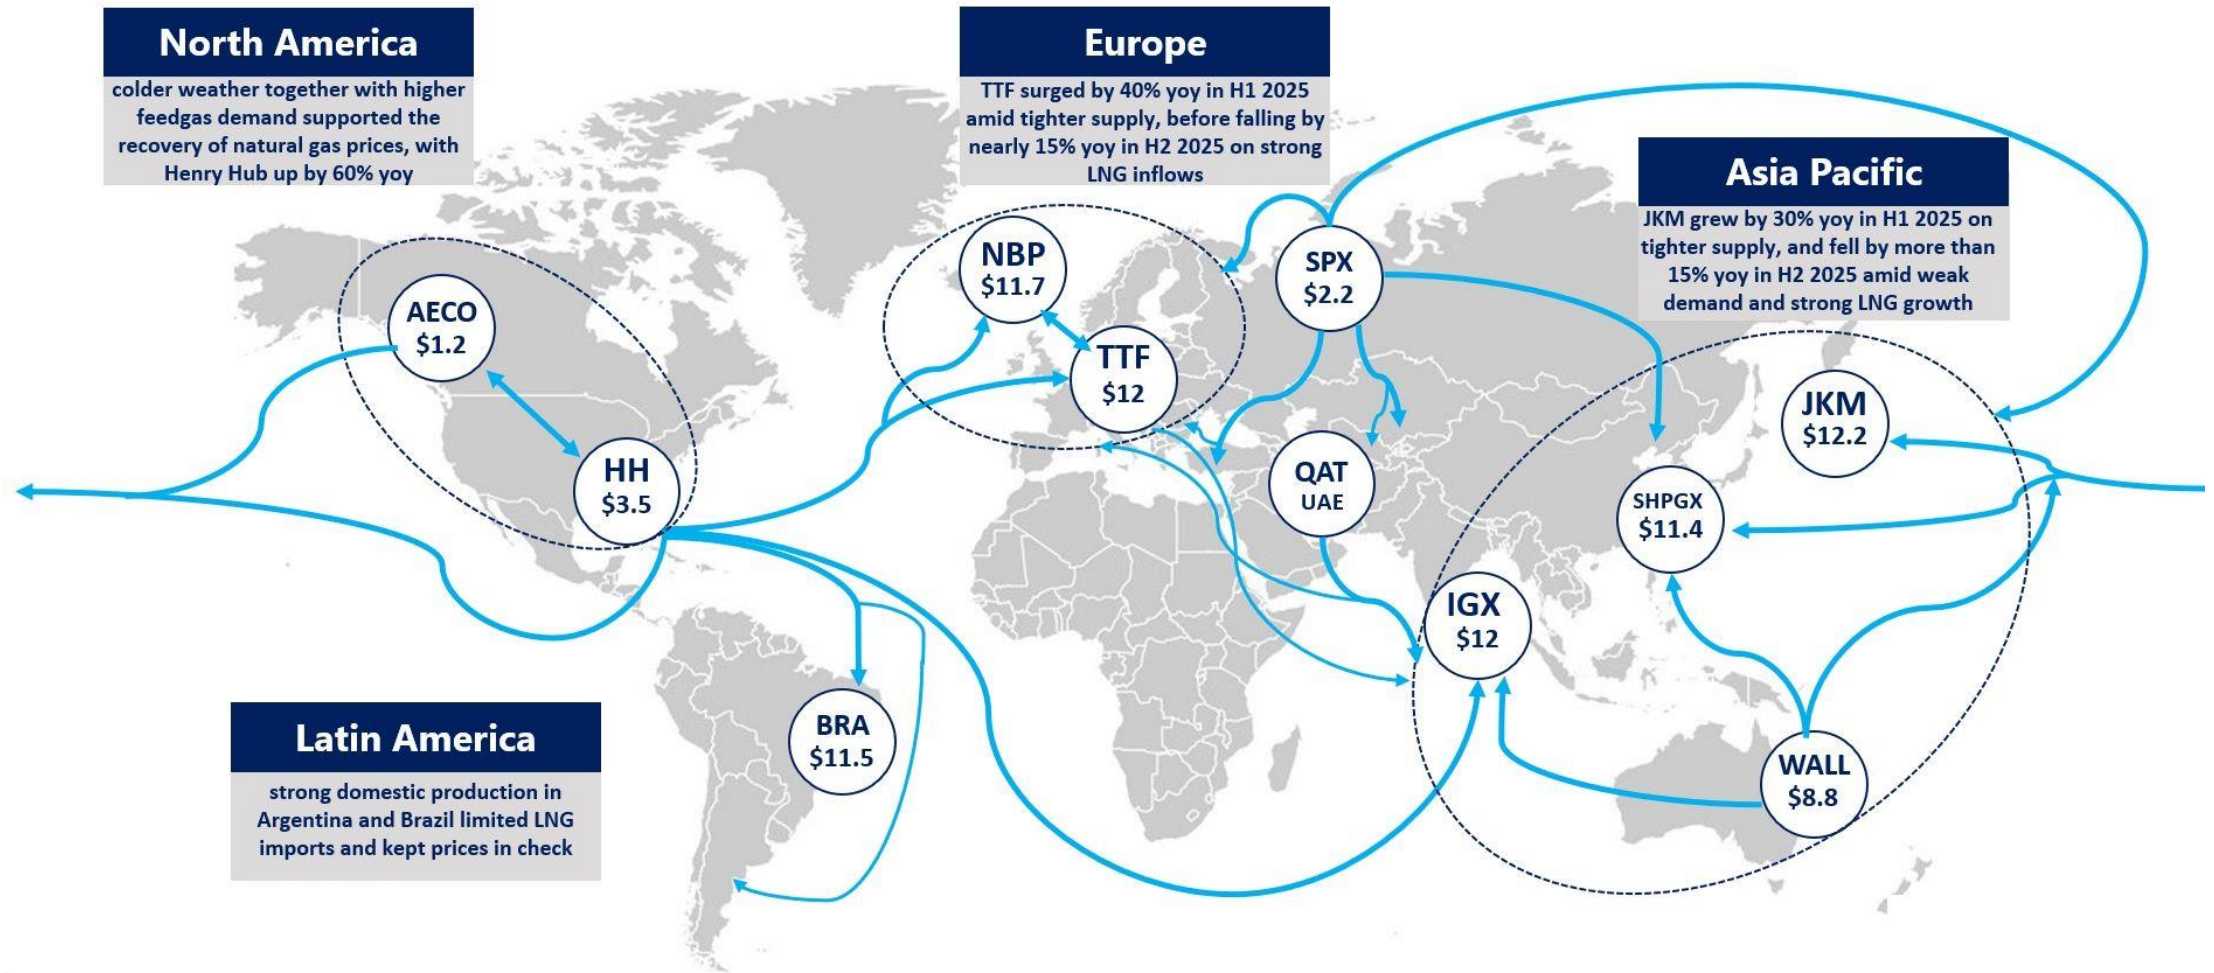 North America
colder weather together with higher
feedgas demand supported the
recovery of natural gas prices, with
Henry Hub up by 60% yoy
Europe
TTF surged by 40% yoy in H1 2025
amid tighter supply, before falling by
nearly 15% yoy in H2 2025 on strong
LNG inflows
Asia Pacific
JKM grew by 30% yoy in H1 2025 on
tighter supply, and fell by more than
15% yoy in H2 2025 amid weak
demand and strong LNG growth
AECO
$1.2
HH
$3.5
NBP
$11.7
TTF
$12
SPX
$2.2
QAT
UAE
JKM
$12.2
SHPGX
$11.4
IGX
$12
WALL
$8.8
BRA
$11.5
Latin America
strong domestic production in
Argentina and Brazil limited LNG
imports and kept prices in check